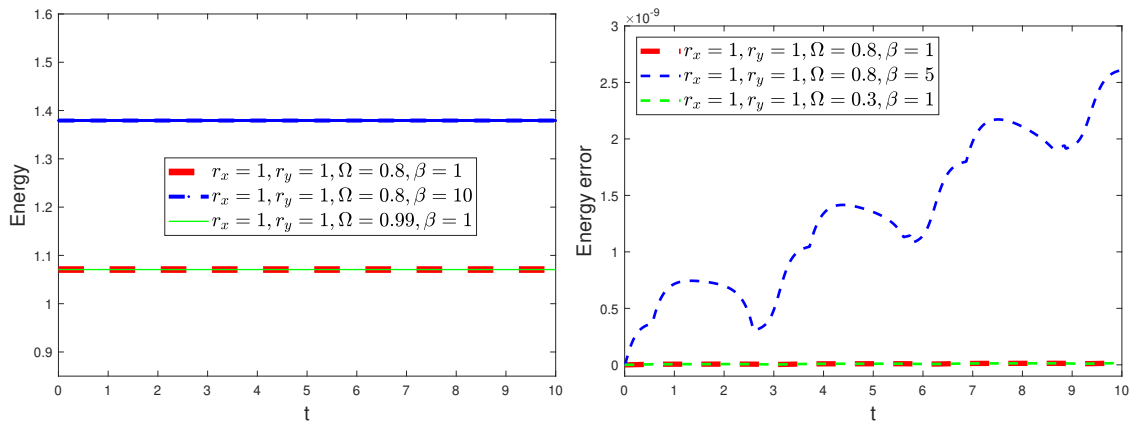 1.6
1.5
1.4
1.3
1.2
1.1
1
0.9
Energy
r_x = 1, r_y = 1, Ω = 0.8, β = 1
r_x = 1, r_y = 1, Ω = 0.8, β = 10
r_x = 1, r_y = 1, Ω = 0.99, β = 1
0 1 2 3 4 5 6 7 8 9 10
t
×10⁻⁹
3
2.5
2
1.5
1
0.5
0
Energy error
r_x = 1, r_y = 1, Ω = 0.8, β = 1
r_x = 1, r_y = 1, Ω = 0.8, β = 5
r_x = 1, r_y = 1, Ω = 0.3, β = 1
0 1 2 3 4 5 6 7 8 9 10
t